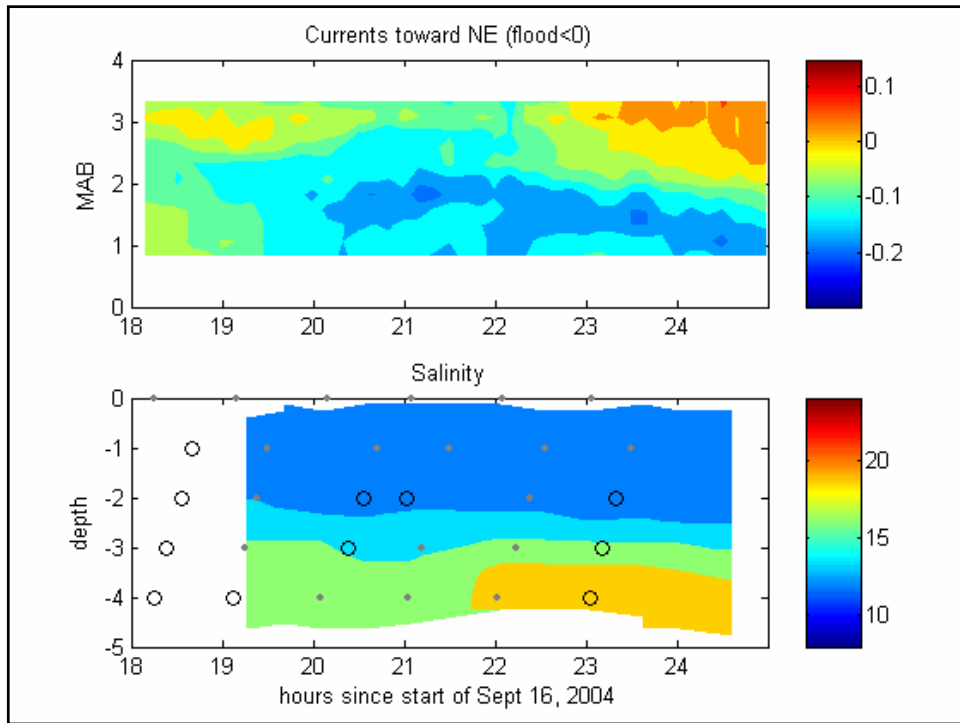 Currents toward NE (flood<0)
4
3
2
1
0
MAB
18 19 20 21 22 23 24
0.1
0
-0.1
-0.2
Salinity
0
-1
-2
-3
-4
-5
depth
18 19 20 21 22 23 24
hours since start of Sept 16, 2004
20
15
10